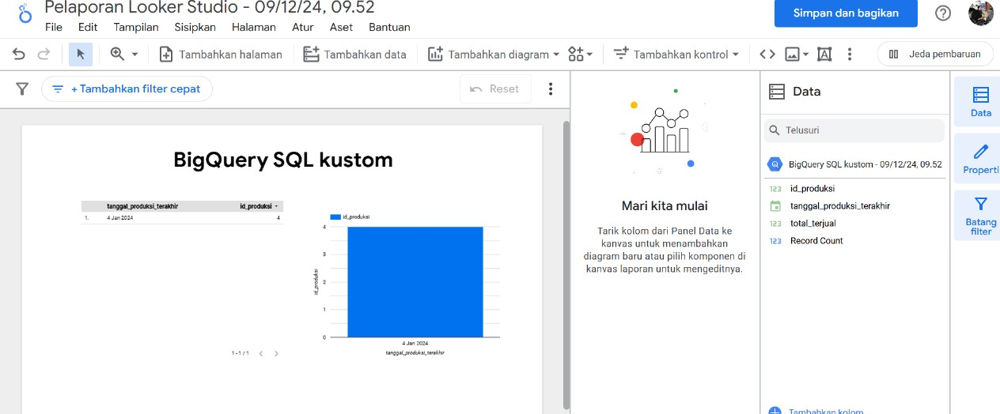 Pelaporan Looker Studio - 09/12/24, 09.52
Simpan dan bagikan
File Edit Tampilan Sisipkan Halaman Atur Aset Bantuan
Tambahkan halaman Tambahkan data Tambahkan diagram Tambahkan kontrol Jeda pembaruan
+ Tambahkan filter cepat
Reset
BigQuery SQL kustom
tanggal_produksi_terakhir id_produksi
1. 4 Jan 2024 4
1-1/1
id_produksi
4
3
2
1
0
id_produksi
4 Jan 2024
tanggal_produksi_terakhir
Mari kita mulai
Tarik kolom dari Panel Data ke
kanvas untuk menambahkan
diagram baru atau pilih komponen di
kanvas laporan untuk mengeditnya.
Data
Telusuri
BigQuery SQL kustom - 09/12/24, 09.52
123 id_produksi
tanggal_produksi_terakhir
123 total_terjual
123 Record Count
Tambahkan kolom
Data
Properti
Batang
filter